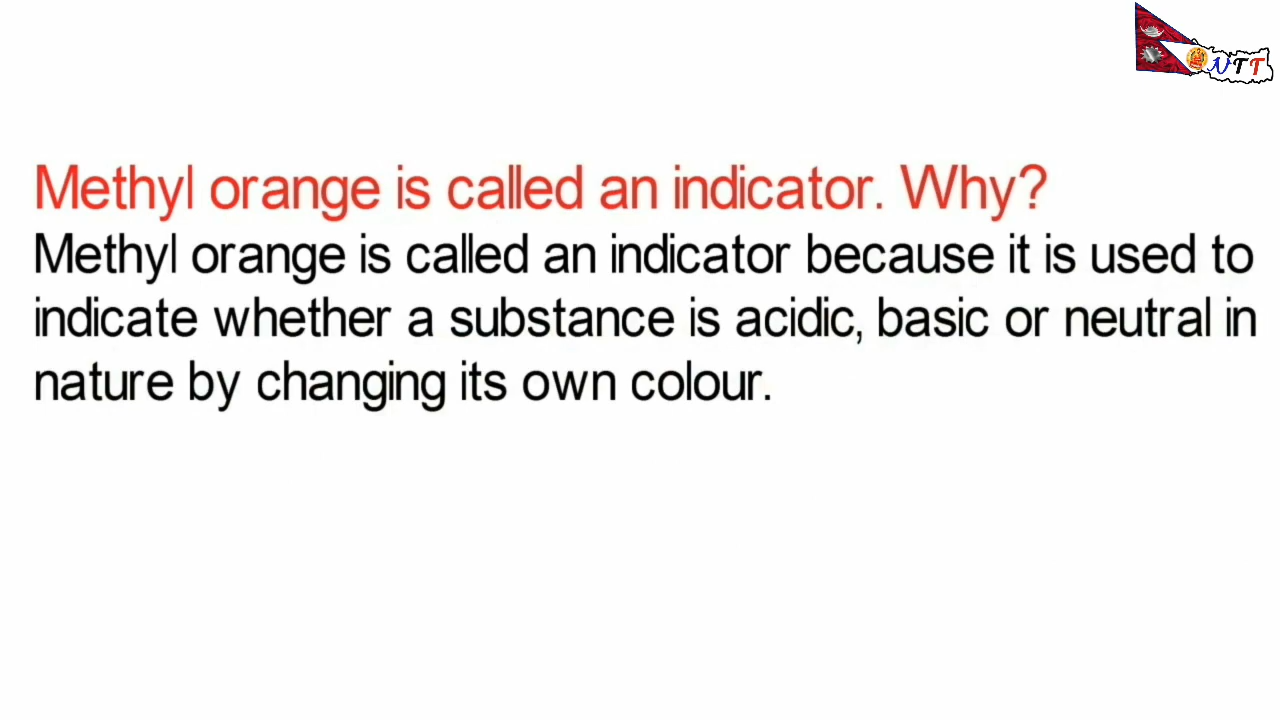 NTT
Methyl orange is called an indicator. Why?
Methyl orange is called an indicator because it is used to
indicate whether a substance is acidic, basic or neutral in
nature by changing its own colour.